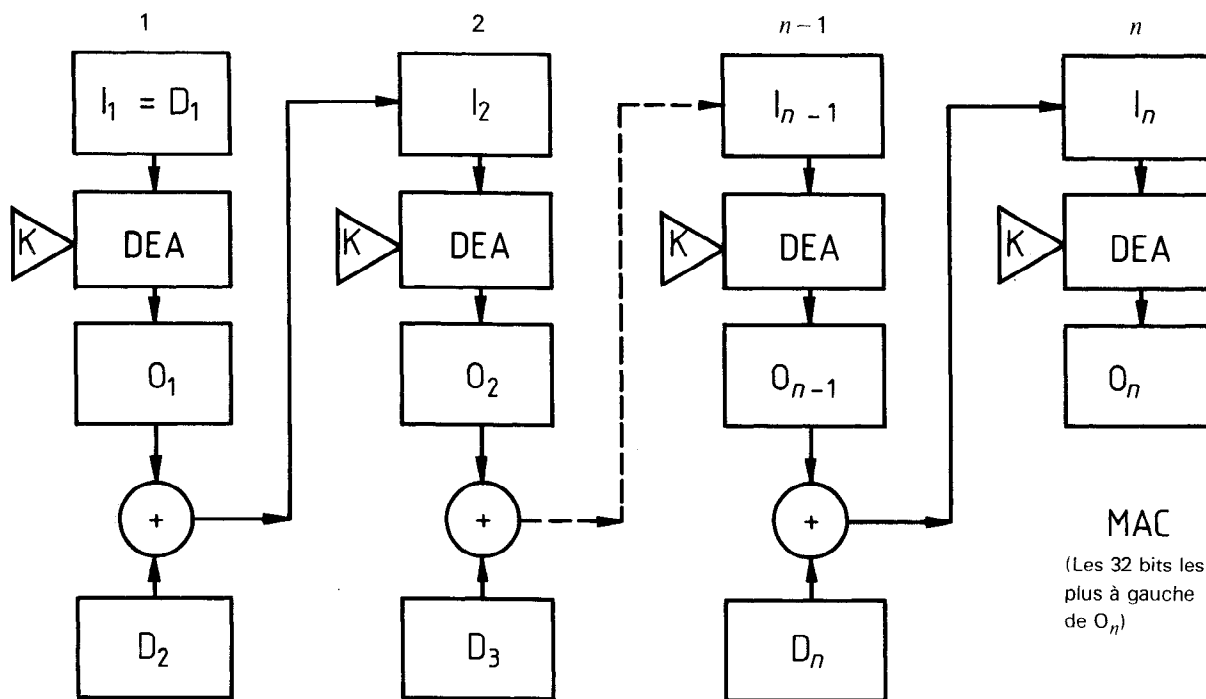 1 2 n-1 n
I₁ = D₁ I₂ Iₙ₋₁ Iₙ
K DEA K DEA K DEA K DEA
O₁ O₂ Oₙ₋₁ Oₙ
+ + +
MAC
(Les 32 bits les
plus à gauche
de Oₙ)
D₂ D₃ Dₙ